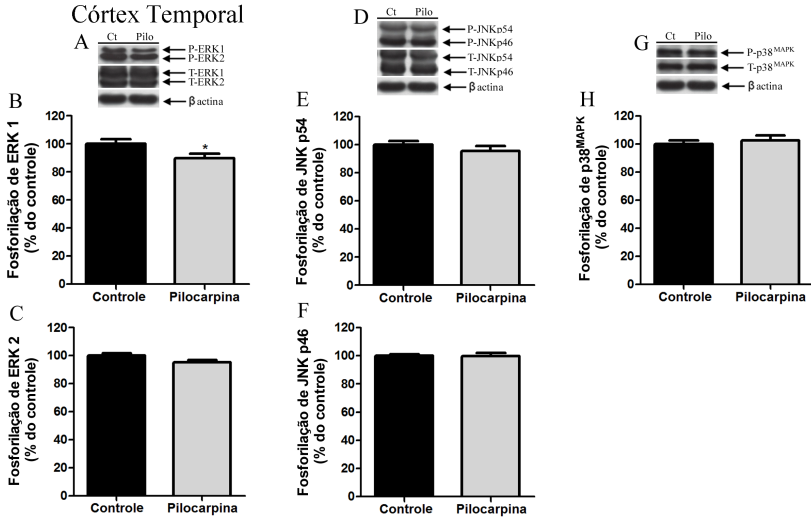 Córtex Temporal
A
Ct Pilo
P-ERK1
P-ERK2
T-ERK1
T-ERK2
β actina
D
Ct Pilo
P-JNKp54
P-JNKp46
T-JNKp54
T-JNKp46
β actina
G
Ct Pilo
P-p38MAPK
T-p38MAPK
β actina
B
Fosforilação de ERK 1
(% do controle)
120
100
80
60
40
20
0
*
Controle Pilocarpina
E
Fosforilação de JNK p54
(% do controle)
120
100
80
60
40
20
0
Controle Pilocarpina
H
Fosforilação de p38MAPK
(% do controle)
120
100
80
60
40
20
0
Controle Pilocarpina
C
Fosforilação de ERK 2
(% do controle)
120
100
80
60
40
20
0
Controle Pilocarpina
F
Fosforilação de JNK p46
(% do controle)
120
100
80
60
40
20
0
Controle Pilocarpina